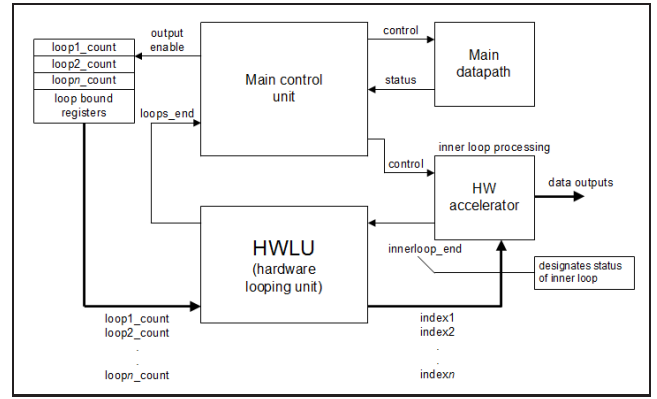 loop1_count
loop2_count
loopn_count
loop bound
registers
output
enable
loops_end
Main control
unit
control
status
Main
datapath
control
inner loop processing
HW
accelerator
data outputs
HWLU
(hardware
looping unit)
innerloop_end
designates status
of inner loop
loop1_count
loop2_count
.
.
loopn_count
index1
index2
.
.
indexn